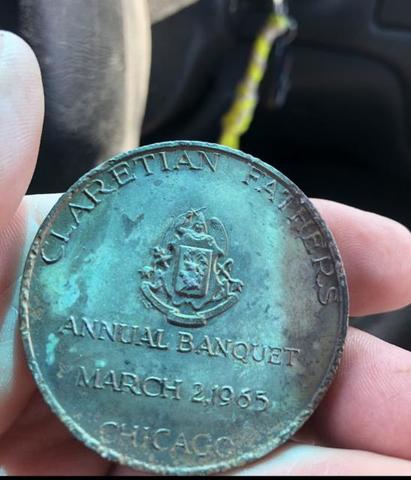 CLARETIAN FATHERS
ANNUAL BANQUET
MARCH 2,1965
CHICAGO